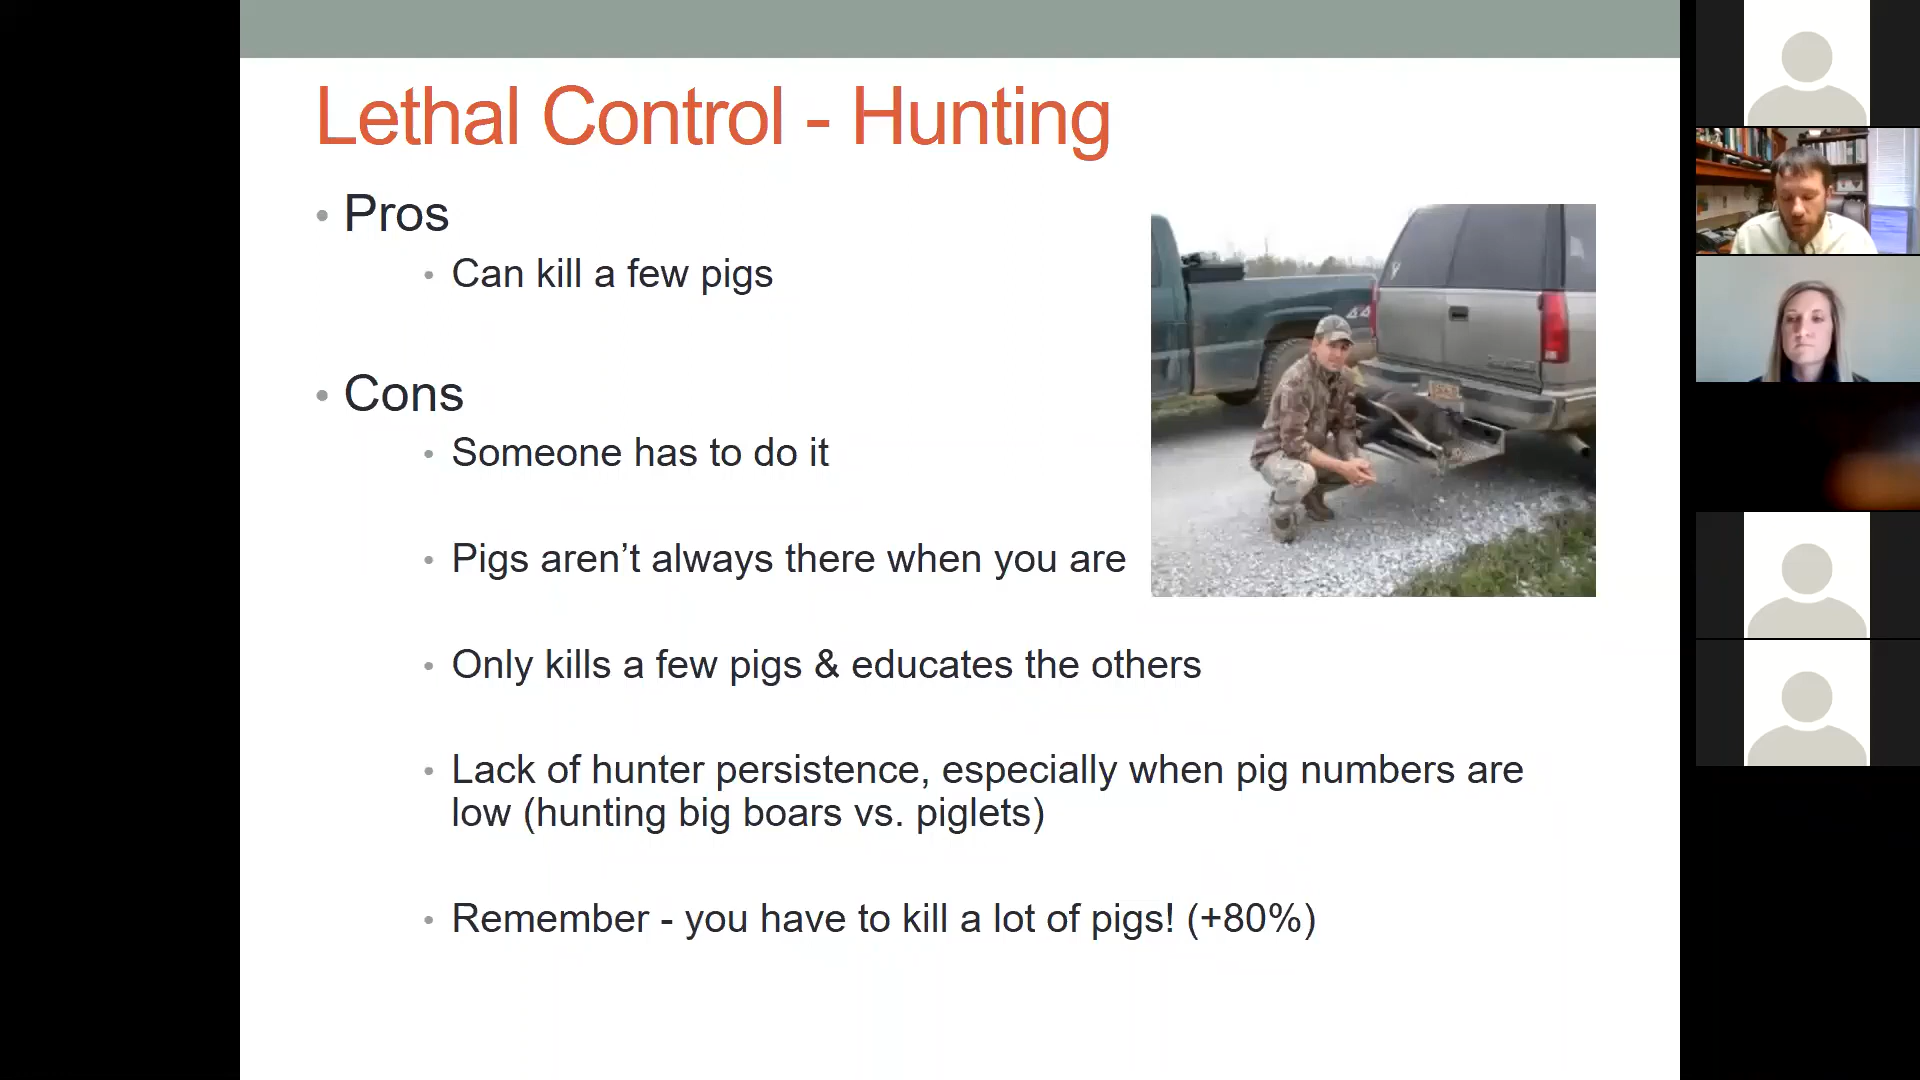 Lethal Control - Hunting
• Pros
• Can kill a few pigs
• Cons
• Someone has to do it
• Pigs aren’t always there when you are
• Only kills a few pigs & educates the others
• Lack of hunter persistence, especially when pig numbers are
low (hunting big boars vs. piglets)
• Remember - you have to kill a lot of pigs! (+80%)
4x4